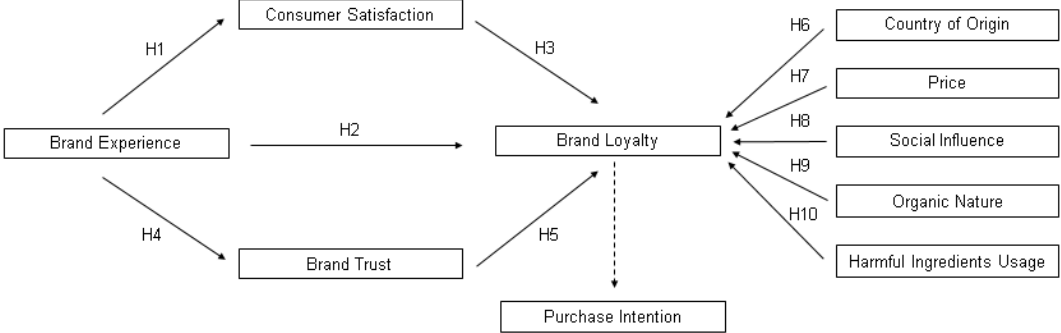 Consumer Satisfaction
H6
Country of Origin
H1
H3
H7
Price
H2
H8
Brand Experience
Brand Loyalty
Social Influence
H9
Organic Nature
H4
H5
H10
Brand Trust
Harmful Ingredients Usage
Purchase Intention